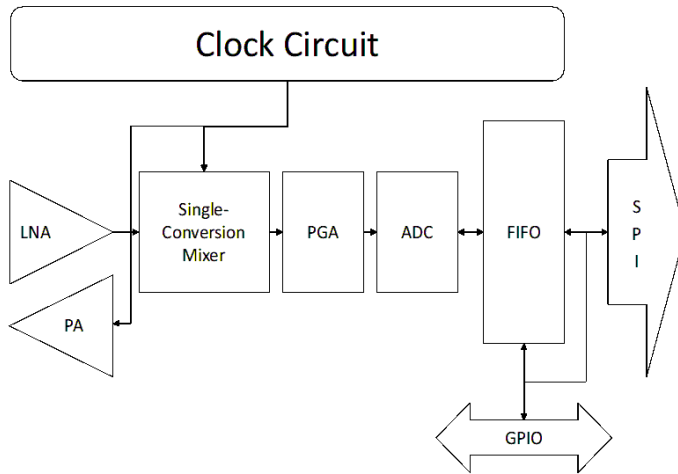 Clock Circuit
LNA
Single-
Conversion
Mixer
PGA
ADC
FIFO
S
P
I
PA
GPIO